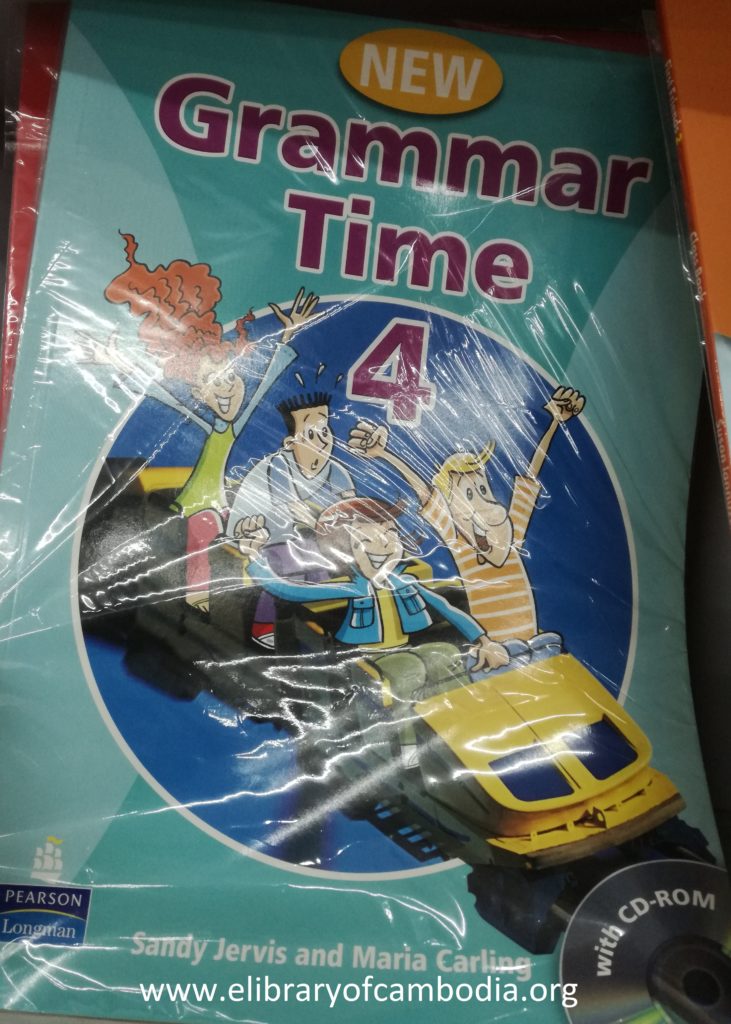 NEW
Grammar
Time
4
PEARSON
Longman
with CD-ROM
Sandy Jervis and Maria Carling
www.elibraryofcambodia.org